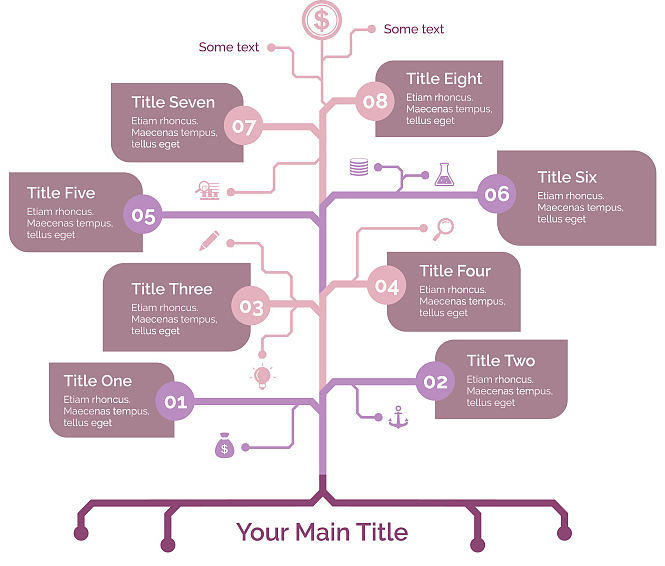 $
Some text
Some text
Title Eight
Etiam rhoncus.
Maecenas tempus,
tellus eget
08
Title Seven
Etiam rhoncus.
Maecenas tempus,
tellus eget
07
Title Six
Etiam rhoncus.
Maecenas tempus,
tellus eget
06
Title Five
Etiam rhoncus.
Maecenas tempus,
tellus eget
05
Title Four
Etiam rhoncus.
Maecenas tempus,
tellus eget
04
Title Three
Etiam rhoncus.
Maecenas tempus,
tellus eget
03
Title Two
Etiam rhoncus.
Maecenas tempus,
tellus eget
02
Title One
Etiam rhoncus.
Maecenas tempus,
tellus eget
01
$
Your Main Title